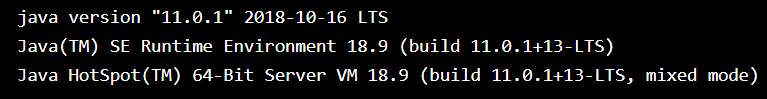 java version "11.0.1" 2018-10-16 LTS
Java(TM) SE Runtime Environment 18.9 (build 11.0.1+13-LTS)
Java HotSpot(TM) 64-Bit Server VM 18.9 (build 11.0.1+13-LTS, mixed mode)